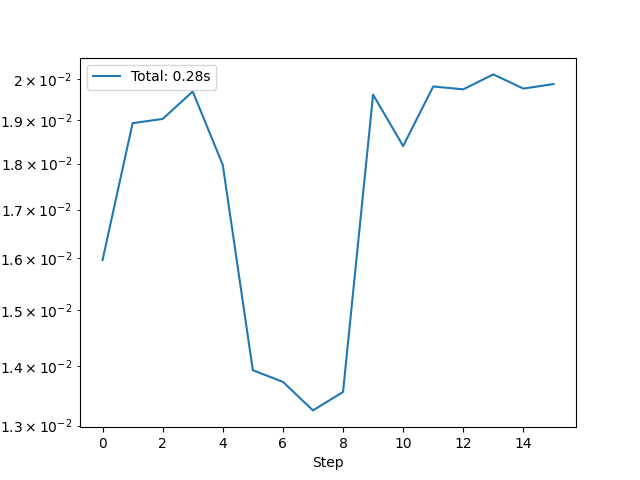 Total: 0.28s
2 × 10⁻²
1.9 × 10⁻²
1.8 × 10⁻²
1.7 × 10⁻²
1.6 × 10⁻²
1.5 × 10⁻²
1.4 × 10⁻²
1.3 × 10⁻²
0 2 4 6 8 10 12 14
Step